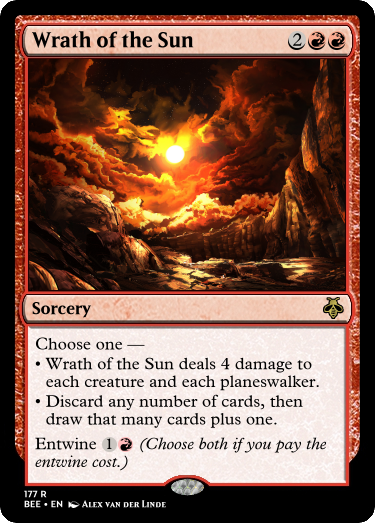 Wrath of the Sun 2
Sorcery
Choose one —
• Wrath of the Sun deals 4 damage to
each creature and each planeswalker.
• Discard any number of cards, then
draw that many cards plus one.
Entwine 1 (Choose both if you pay the
entwine cost.)
177 R
BEE • EN Alex van der Linde